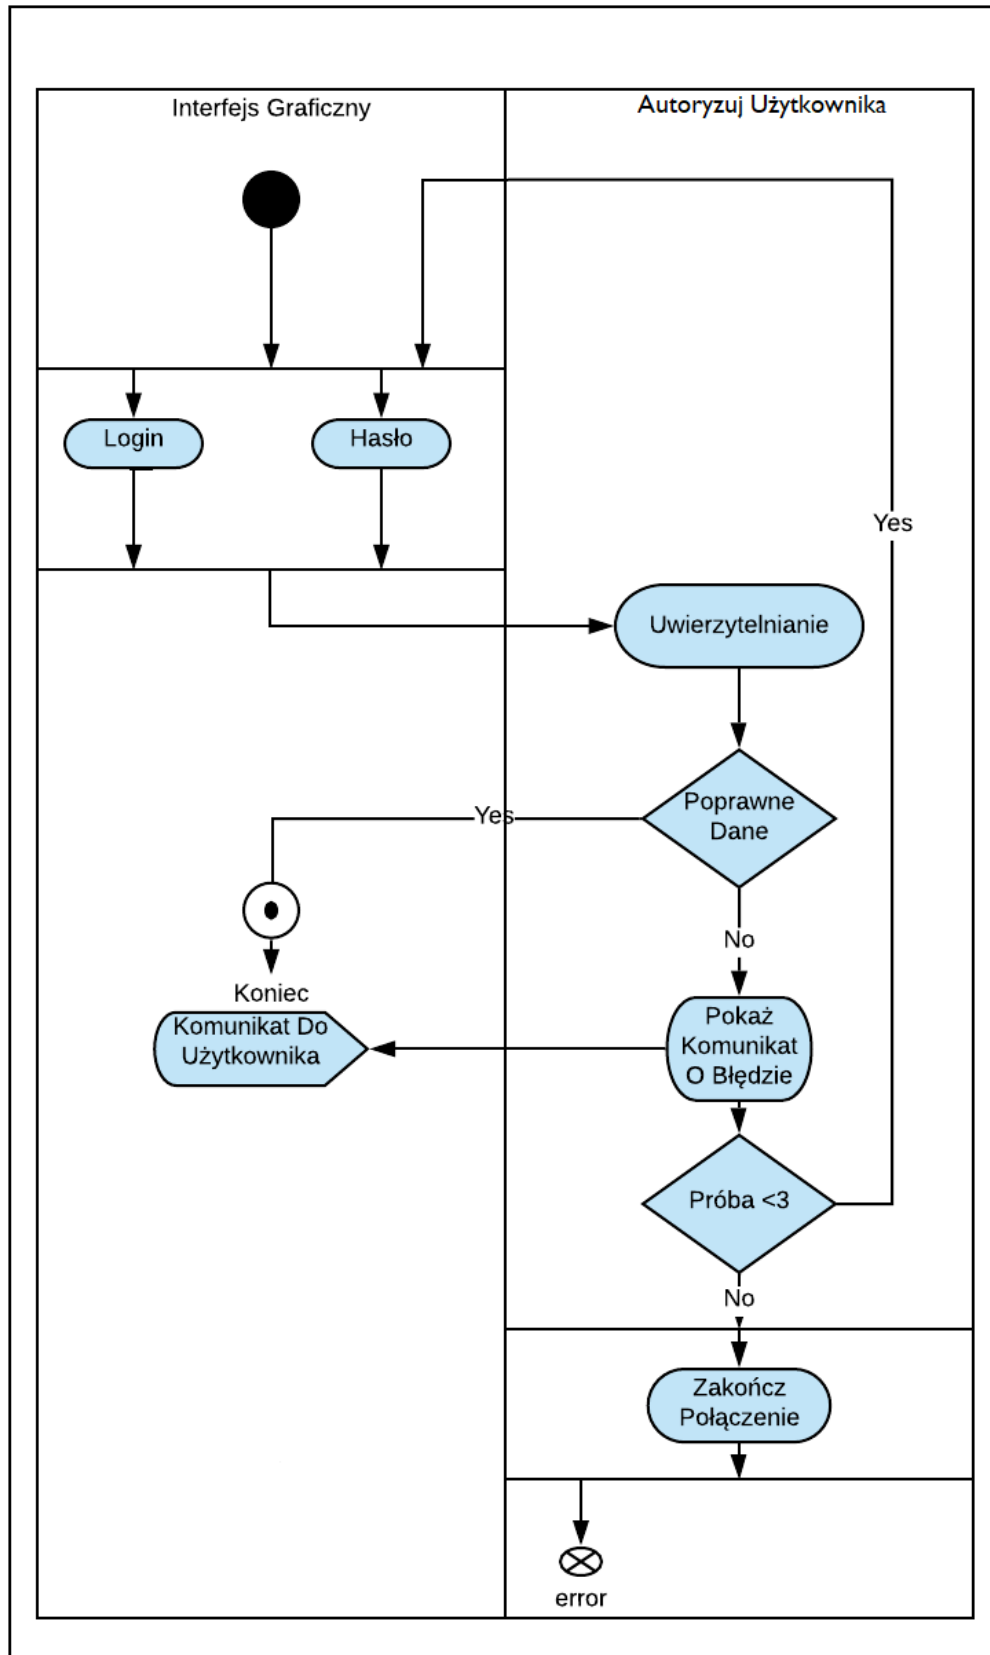 Interfejs Graficzny
Autoryzuj Użytkownika
Login
Hasło
Yes
Uwierzytelnianie
Poprawne
Dane
Yes
No
Koniec
Komunikat Do
Użytkownika
Pokaż
Komunikat
O Błędzie
Próba <3
No
Zakończ
Połączenie
error